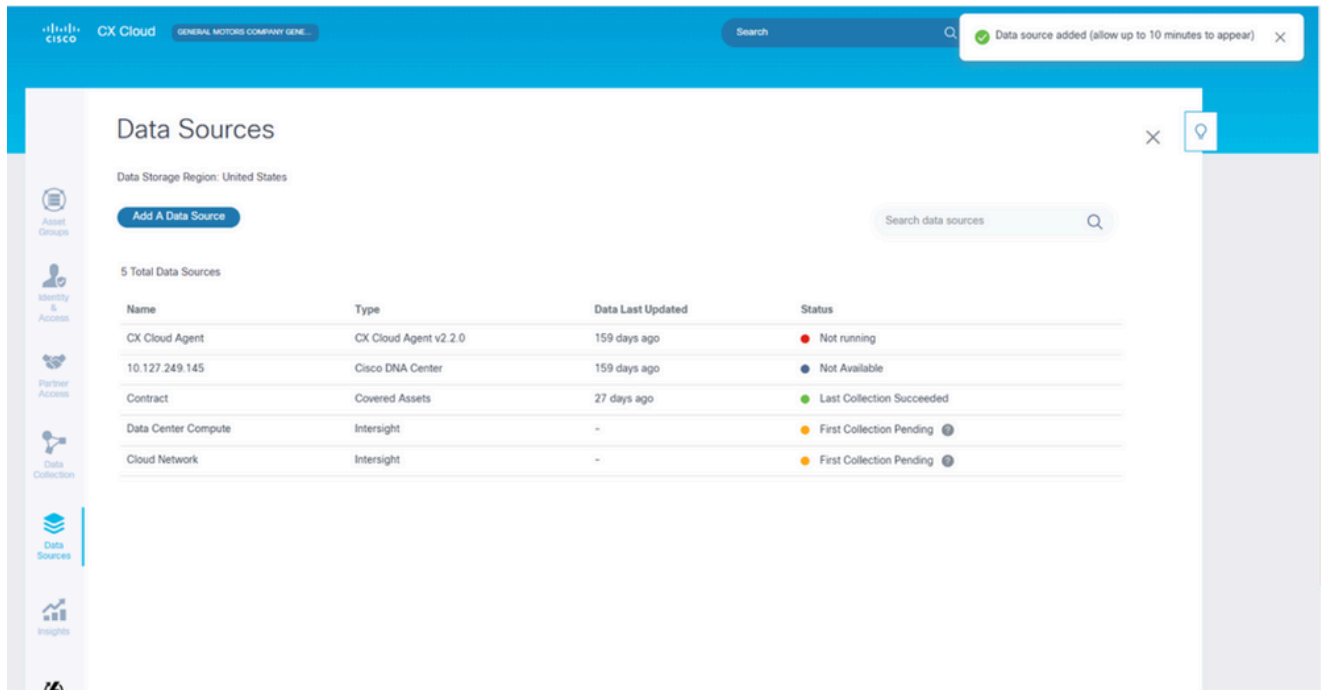 CISCO
CX Cloud
GENERAL MOTORS COMPANY GENE...
Search
Data source added (allow up to 10 minutes to appear)
Data Sources
Data Storage Region: United States
Add A Data Source
Search data sources
5 Total Data Sources
Name Type Data Last Updated Status
CX Cloud Agent CX Cloud Agent v2.2.0 159 days ago Not running
10.127.249.145 Cisco DNA Center 159 days ago Not Available
Contract Covered Assets 27 days ago Last Collection Succeeded
Data Center Compute Intersight - First Collection Pending ?
Cloud Network Intersight - First Collection Pending ?
Asset
Groups
Identity
&
Access
Partner
Access
Data
Collection
Data
Sources
Insights